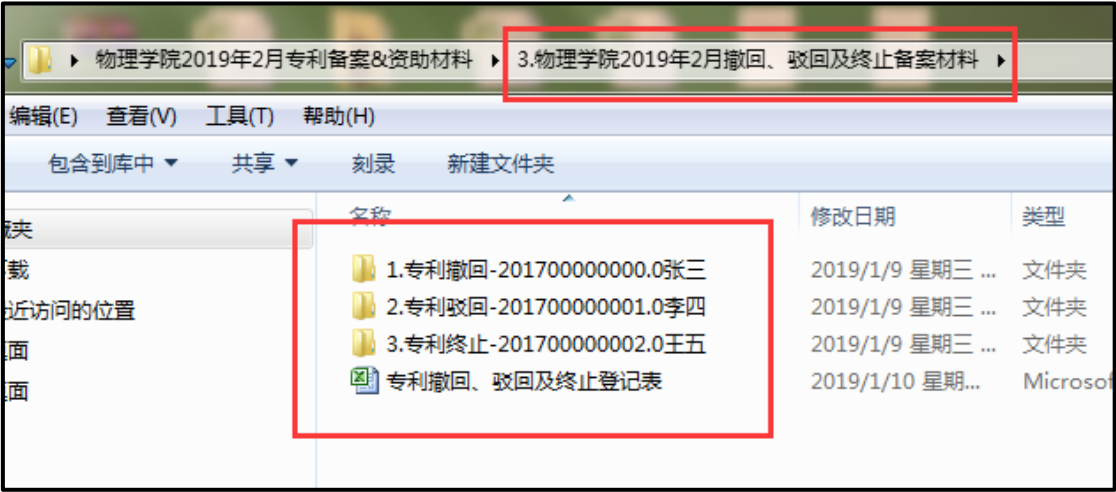 物理学院2019年2月专利备案&资助材料 3.物理学院2019年2月撤回、驳回及终止备案材料
编辑(E) 查看(V) 工具(T) 帮助(H)
包含到库中 共享 刻录 新建文件夹
名称 修改日期 类型
夹
1.专利撤回-201700000000.0张三 2019/1/9 星期三 ... 文件夹
载
2.专利驳回-201700000001.0李四 2019/1/9 星期三 ... 文件夹
近访问的位置
3.专利终止-201700000002.0王五 2019/1/9 星期三 ... 文件夹
面
专利撤回、驳回及终止登记表 2019/1/10 星期... Microsof
面